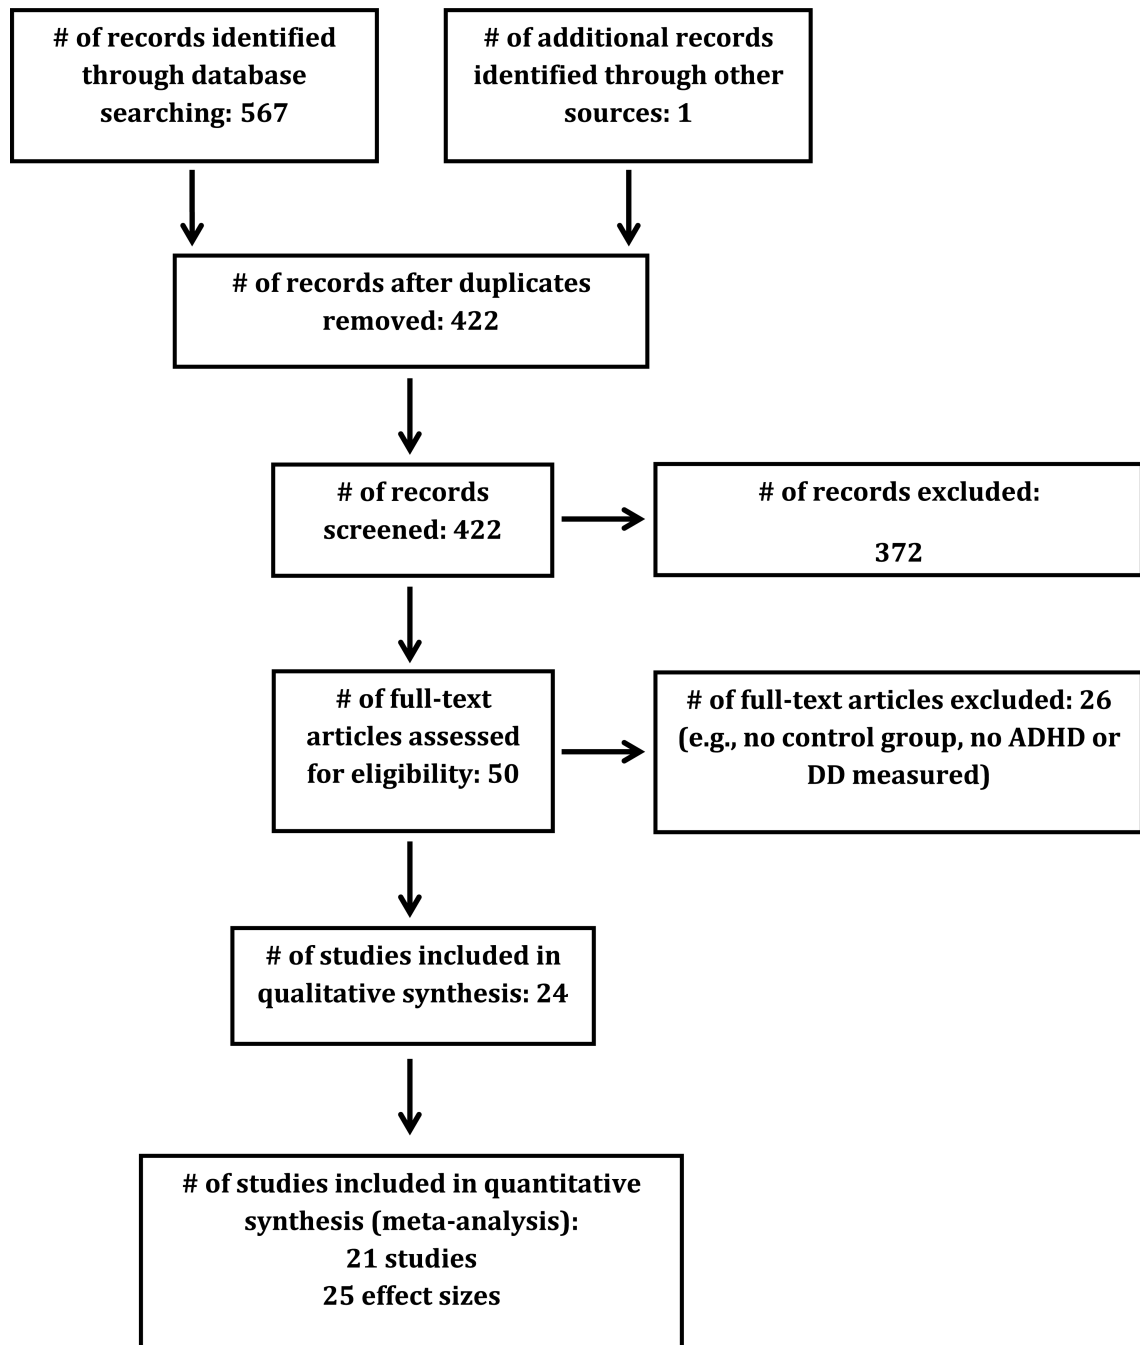 # of records identified
through database
searching: 567
# of additional records
identified through other
sources: 1
# of records after duplicates
removed: 422
# of records
screened: 422
# of records excluded:
372
# of full-text
articles assessed
for eligibility: 50
# of full-text articles excluded: 26
(e.g., no control group, no ADHD or
DD measured)
# of studies included in
qualitative synthesis: 24
# of studies included in quantitative
synthesis (meta-analysis):
21 studies
25 effect sizes